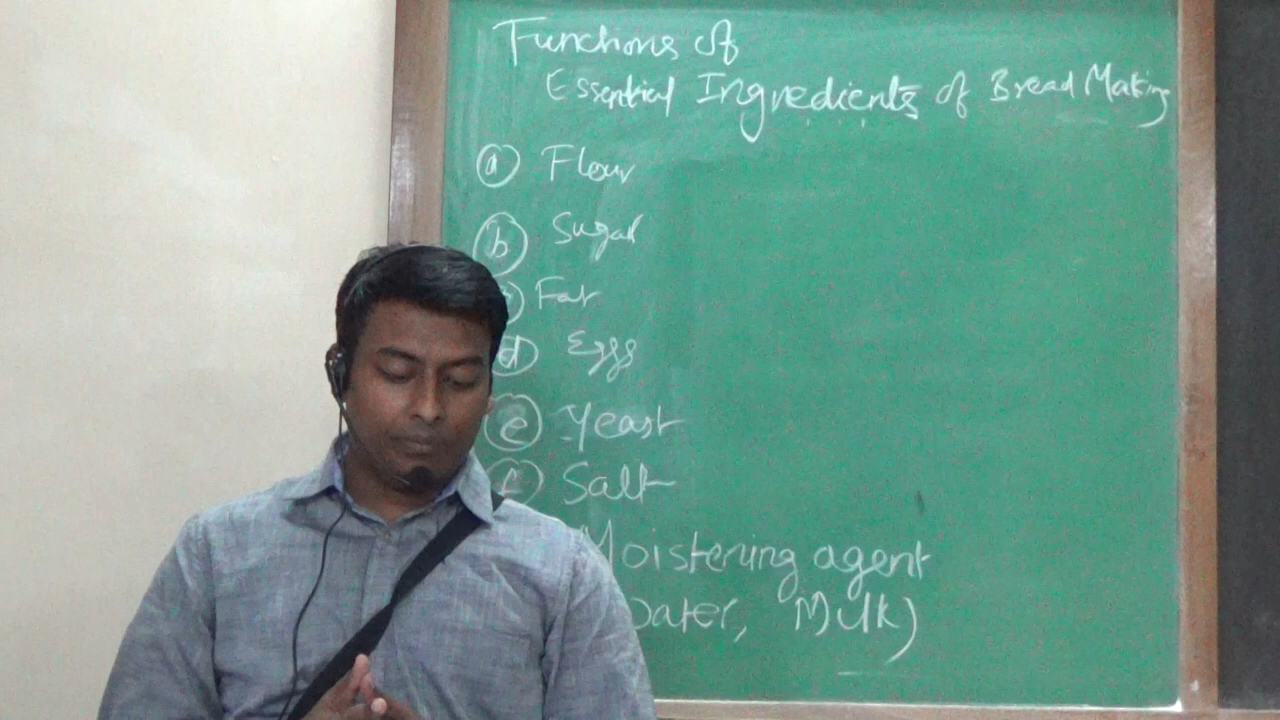 Functions of
Essential Ingredients of Bread Making
(a) Flour
(b) Sugar
Fat
(d) Eggs
(e) Yeast
Salt
Moistening agent
Water, Milk)